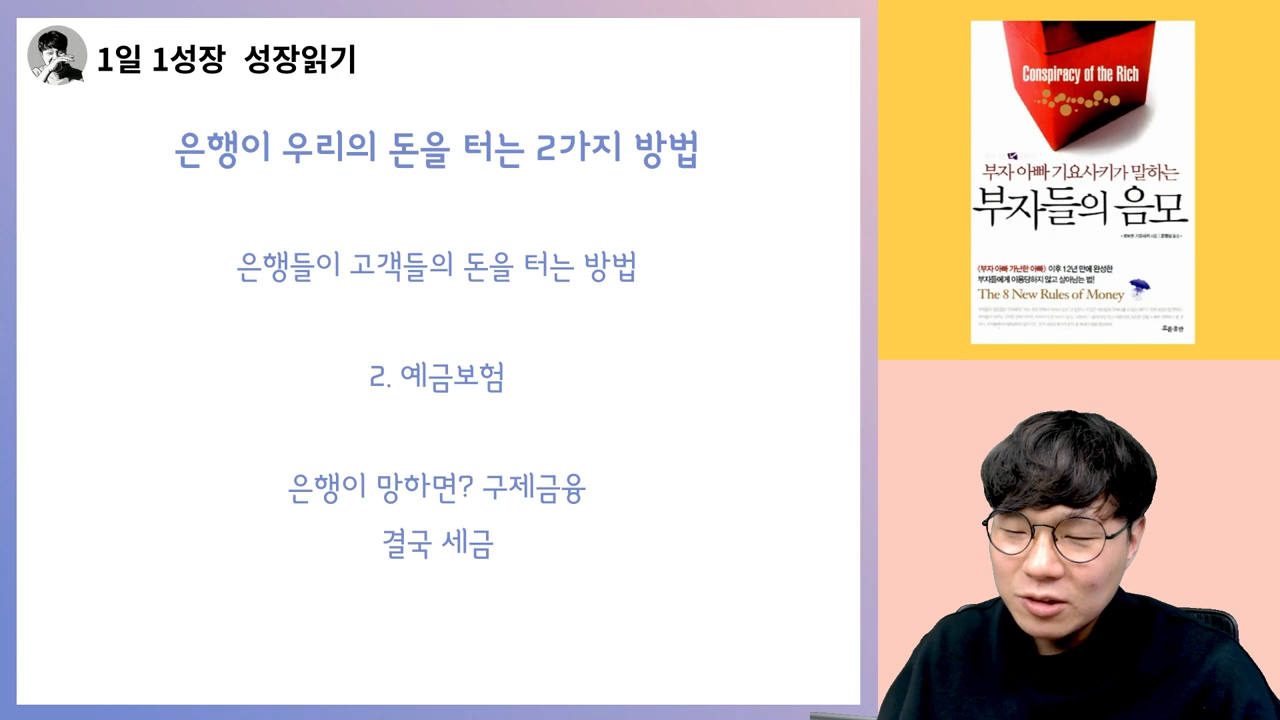 1일 1성장 성장읽기
은행이 우리의 돈을 터는 2가지 방법
은행들이 고객들의 돈을 터는 방법
2. 예금보험
은행이 망하면? 구제금융
결국 세금
Conspiracy of the Rich
부자 아빠 기요사키가 말하는
부자들의 음모
《부자 아빠 가난한 아빠》 이후 12년 만에 완성한
부자들에게 이용당하지 않고 살아남는 법!
The 8 New Rules of Money
흐름출판